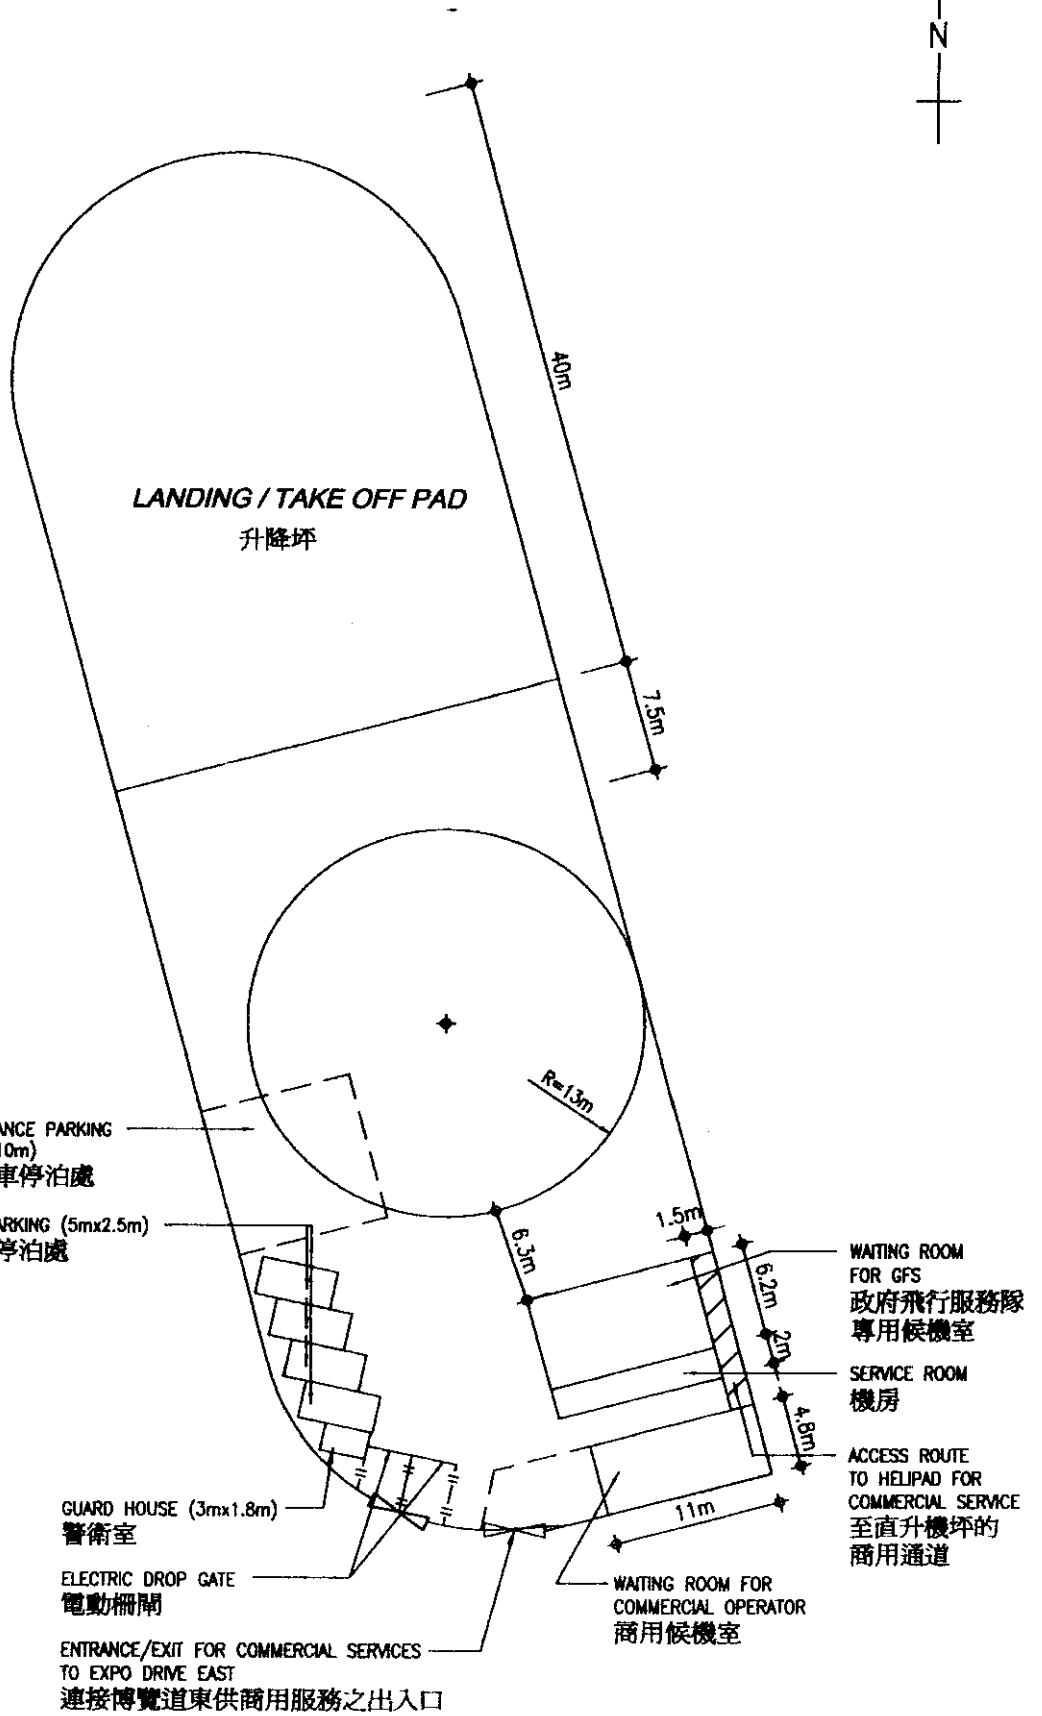 N
40m
LANDING / TAKE OFF PAD
升降坪
7.5m
R=13m
ANCE PARKING
10m)
車停泊處
ARKING (5mx2.5m)
停泊處
6.3m
1.5m
6.2m
2m
4.8m
11m
WAITING ROOM
FOR GFS
政府飛行服務隊
專用候機室
SERVICE ROOM
機房
ACCESS ROUTE
TO HELIPAD FOR
COMMERCIAL SERVICE
至直升機坪的
商用通道
GUARD HOUSE (3mx1.8m)
警衛室
ELECTRIC DROP GATE
電動柵閘
WAITING ROOM FOR
COMMERCIAL OPERATOR
商用候機室
ENTRANCE/EXIT FOR COMMERCIAL SERVICES
TO EXPO DRIVE EAST
連接博覽道東供商用服務之出入口